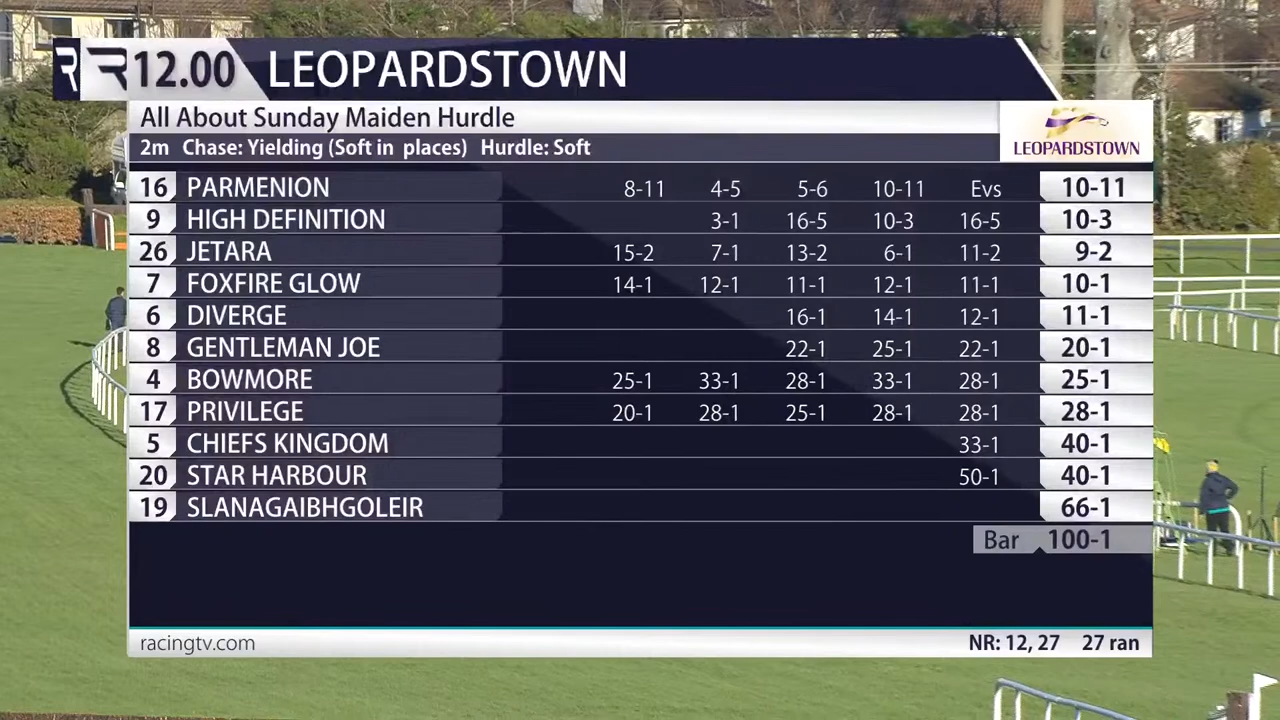 12.00 LEOPARDSTOWN
All About Sunday Maiden Hurdle
2m Chase: Yielding (Soft in places) Hurdle: Soft
LEOPARDSTOWN
16 PARMENION 8-11 4-5 5-6 10-11 Evs 10-11
9 HIGH DEFINITION 3-1 16-5 10-3 16-5 10-3
26 JETARA 15-2 7-1 13-2 6-1 11-2 9-2
7 FOXFIRE GLOW 14-1 12-1 11-1 12-1 11-1 10-1
6 DIVERGE 16-1 14-1 12-1 11-1
8 GENTLEMAN JOE 22-1 25-1 22-1 20-1
4 BOWMORE 25-1 33-1 28-1 33-1 28-1 25-1
17 PRIVILEGE 20-1 28-1 25-1 28-1 28-1 28-1
5 CHIEFS KINGDOM 33-1 40-1
20 STAR HARBOUR 50-1 40-1
19 SLANAGAIBHGOLEIR 66-1
Bar 100-1
racingtv.com NR: 12, 27 27 ran